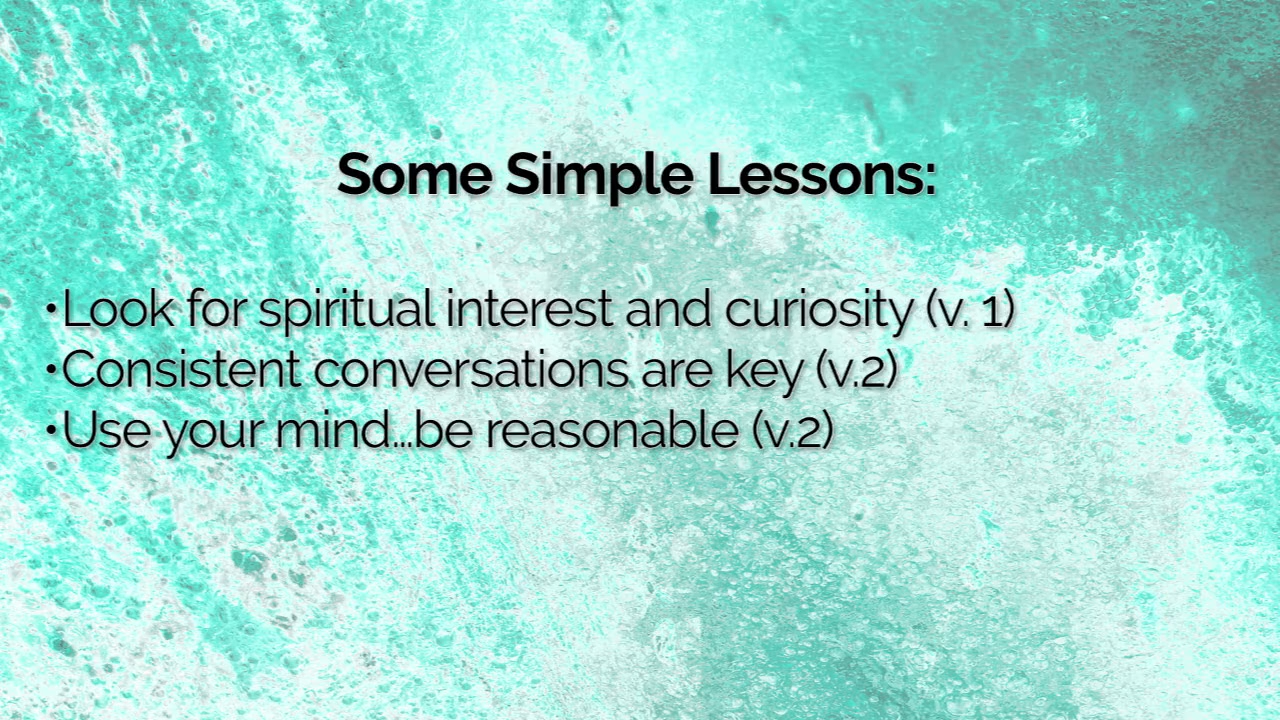 Some Simple Lessons:
•Look for spiritual interest and curiosity (v. 1)
•Consistent conversations are key (v.2)
•Use your mind...be reasonable (v.2)